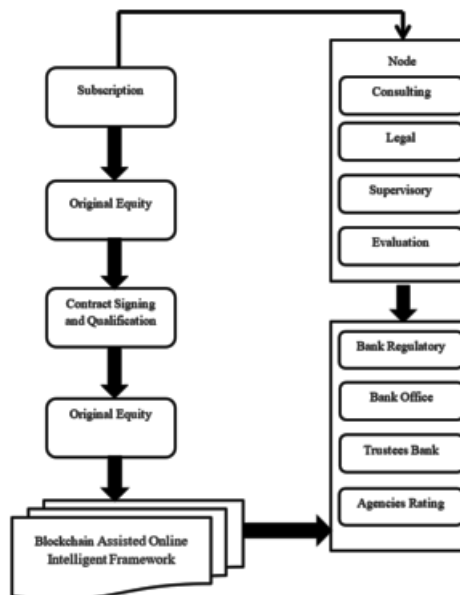 Subscription
Original Equity
Contract Signing
and Qualification
Original Equity
Blockchain Assisted Online
Intelligent Framework
Node
Consulting
Legal
Supervisory
Evaluation
Bank Regulatory
Bank Office
Trustees Bank
Agencies Rating